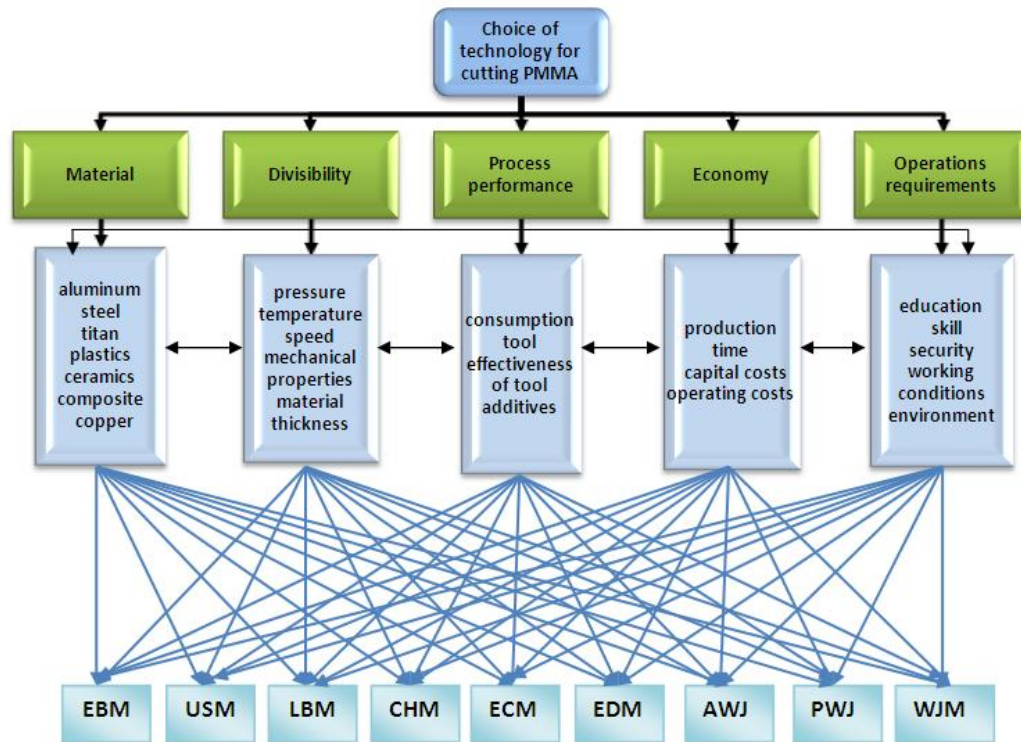 Choice of
technology for
cutting PMMA
Material
Divisibility
Process
performance
Economy
Operations
requirements
aluminum
steel
titan
plastics
ceramics
composite
copper
pressure
temperature
speed
mechanical
properties
material
thickness
consumption
tool
effectiveness
of tool
additives
production
time
capital costs
operating costs
education
skill
security
working
conditions
environment
EBM
USM
LBM
CHM
ECM
EDM
AWJ
PWJ
WJM